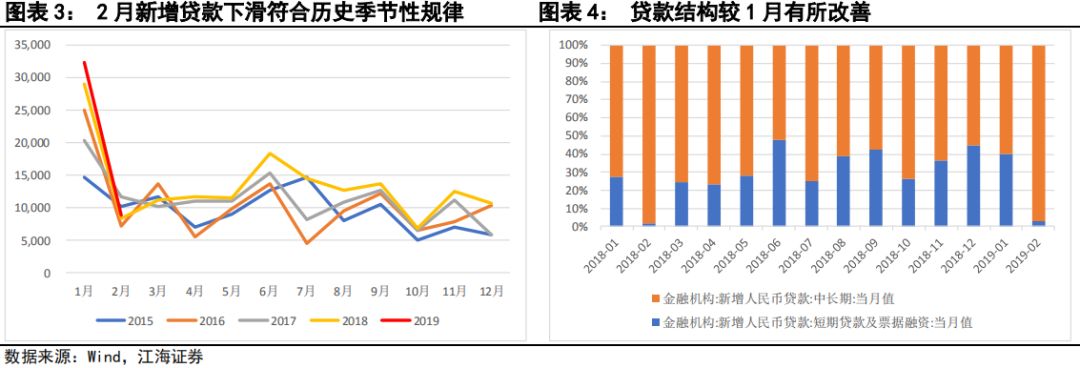 图表 3： 2 月新增贷款下滑符合历史季节性规律
35,000
30,000
25,000
20,000
15,000
10,000
5,000
0
1月 2月 3月 4月 5月 6月 7月 8月 9月 10月 11月 12月
2015 2016 2017 2018 2019
图表 4： 贷款结构较 1 月有所改善
100%
90%
80%
70%
60%
50%
40%
30%
20%
10%
0%
2018-01 2018-02 2018-03 2018-04 2018-05 2018-06 2018-07 2018-08 2018-09 2018-10 2018-11 2018-12 2019-01 2019-02
金融机构:新增人民币贷款:中长期:当月值
金融机构:新增人民币贷款:短期贷款及票据融资:当月值
数据来源：Wind，江海证券